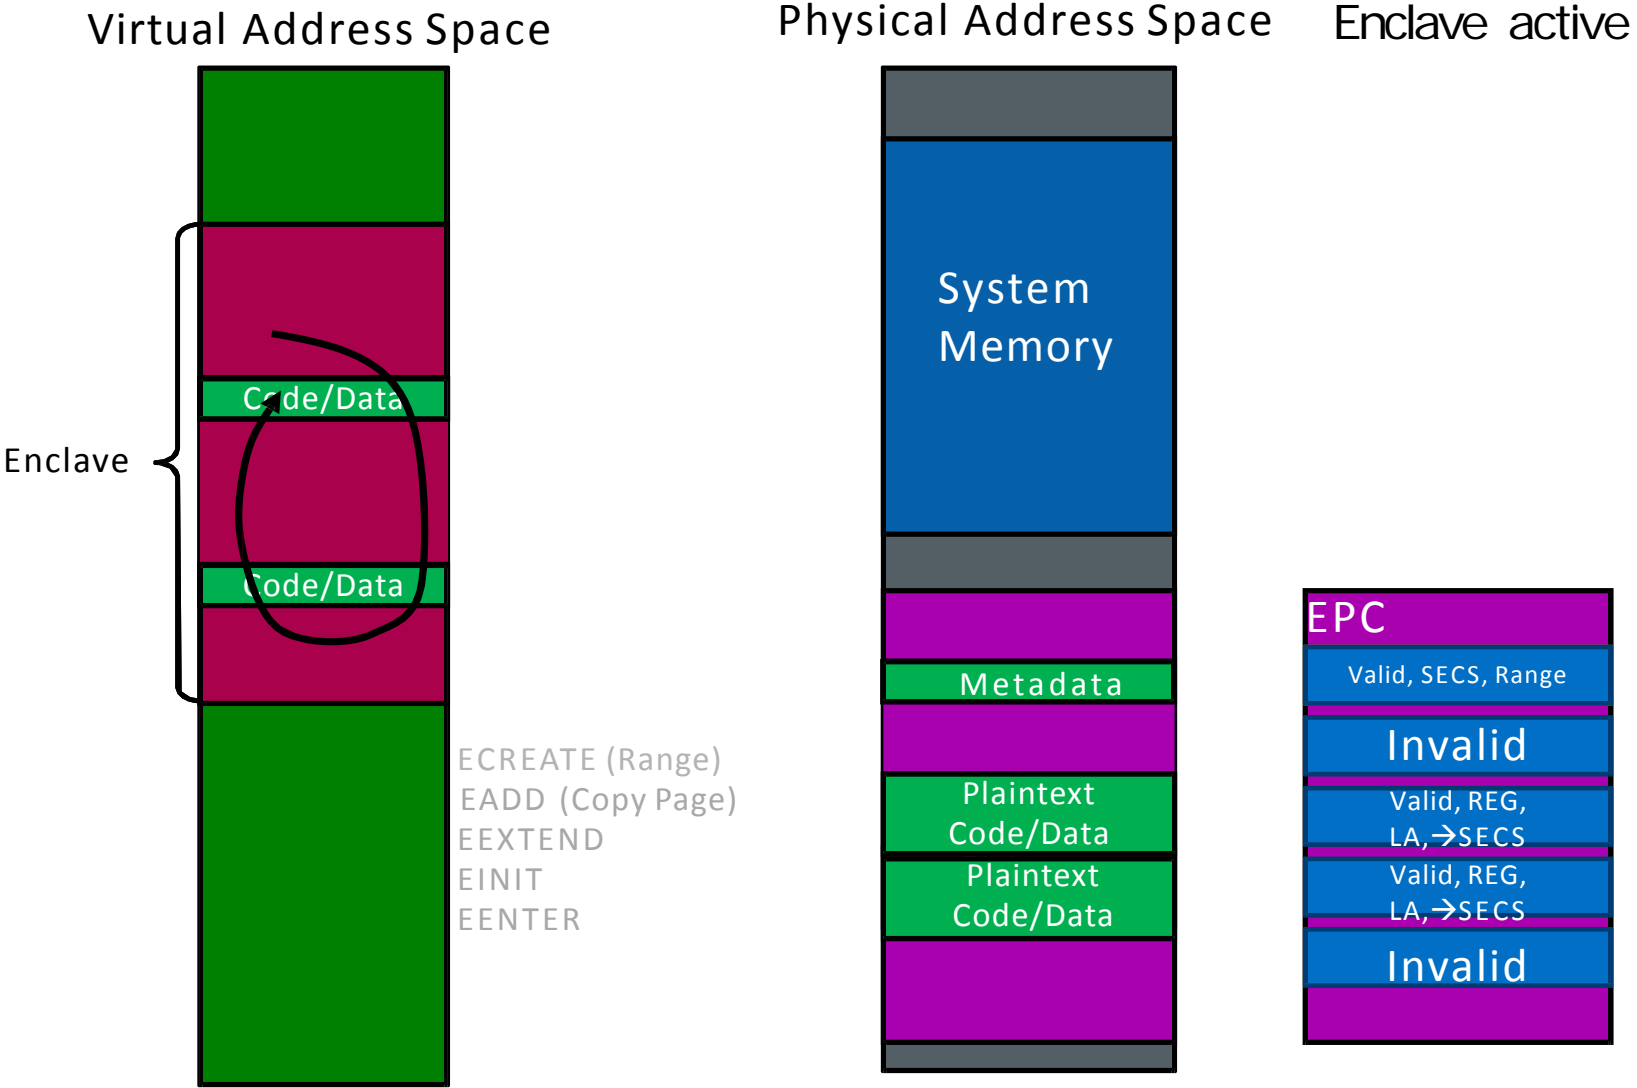 Virtual Address Space
Physical Address Space
Enclave active
System
Memory
Code/Data
Enclave
Code/Data
EPC
Valid, SECS, Range
Metadata
Invalid
ECREATE (Range)
EADD (Copy Page)
EEXTEND
EINIT
EENTER
Plaintext
Code/Data
Plaintext
Code/Data
Valid, REG,
LA,→SECS
Valid, REG,
LA,→SECS
Invalid